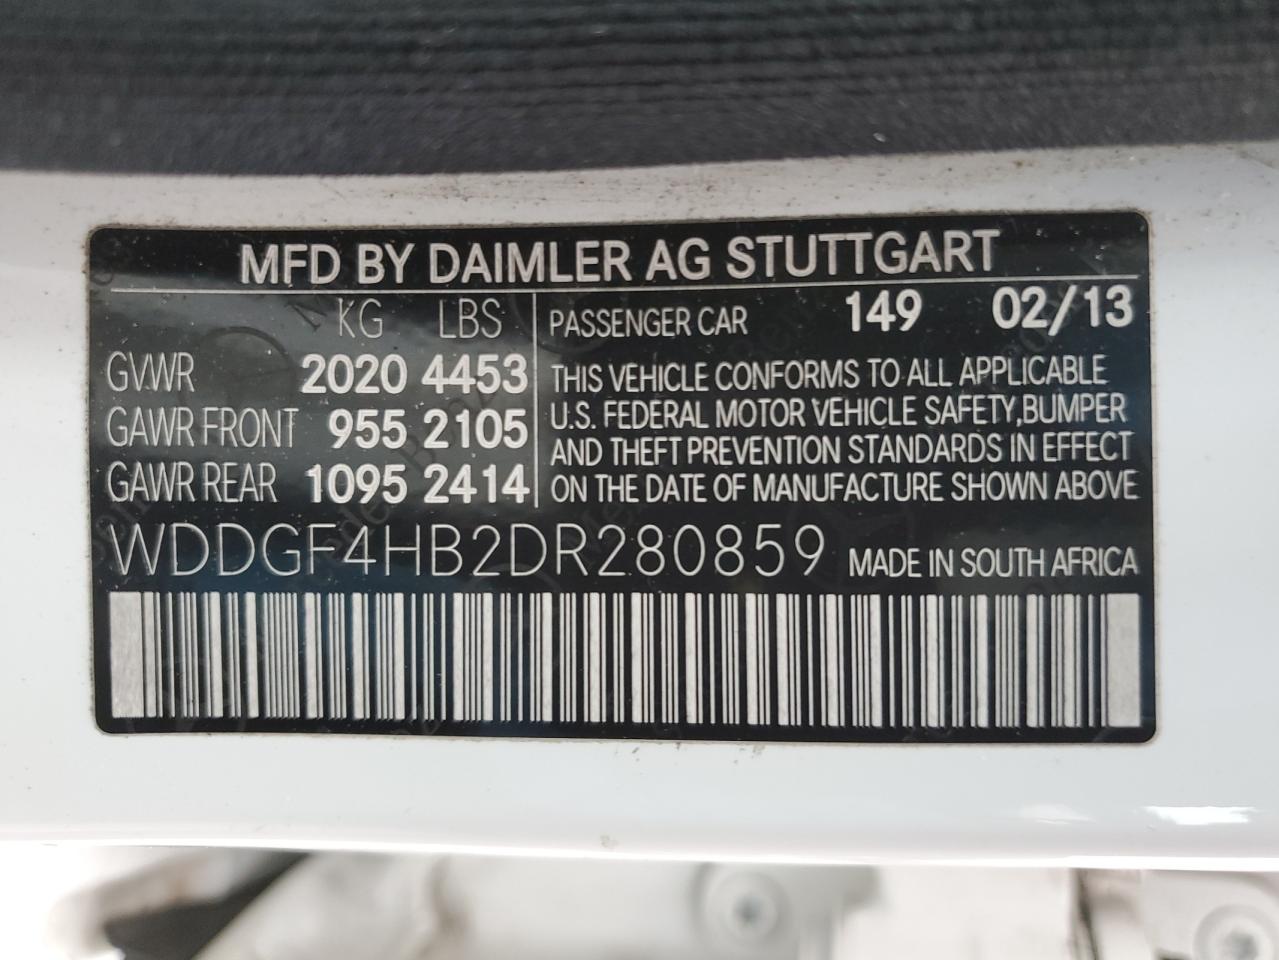 MFD BY DAIMLER AG STUTTGART
KG LBS
GVWR 2020 4453
GAWR FRONT 955 2105
GAWR REAR 1095 2414
PASSENGER CAR 149 02/13
THIS VEHICLE CONFORMS TO ALL APPLICABLE
U.S. FEDERAL MOTOR VEHICLE SAFETY,BUMPER
AND THEFT PREVENTION STANDARDS IN EFFECT
ON THE DATE OF MANUFACTURE SHOWN ABOVE
WDDGF4HB2DR280859 MADE IN SOUTH AFRICA